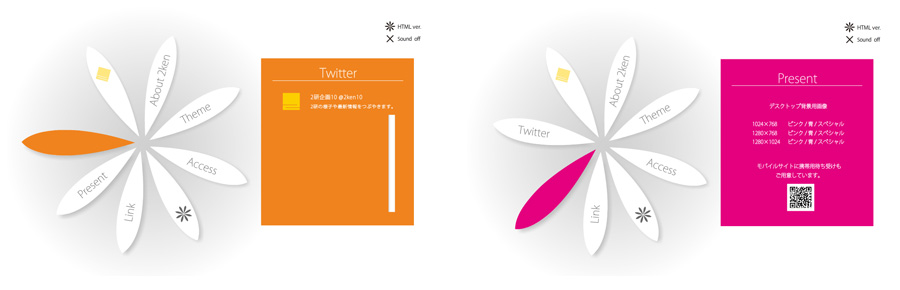 HTML ver.
Sound off
About 2ken
Theme
Access
Link
Present
Twitter
2研企画10 @2ken10
2研の様子や最新情報をつぶやきます。
HTML ver.
Sound off
About 2ken
Theme
Access
Link
Twitter
Present
デスクトップ背景用画像
1024×768 ピンク / 青 / スペシャル
1280×768 ピンク / 青 / スペシャル
1280×1024 ピンク / 青 / スペシャル
モバイルサイトに携帯用待ち受けも
ご用意しています。